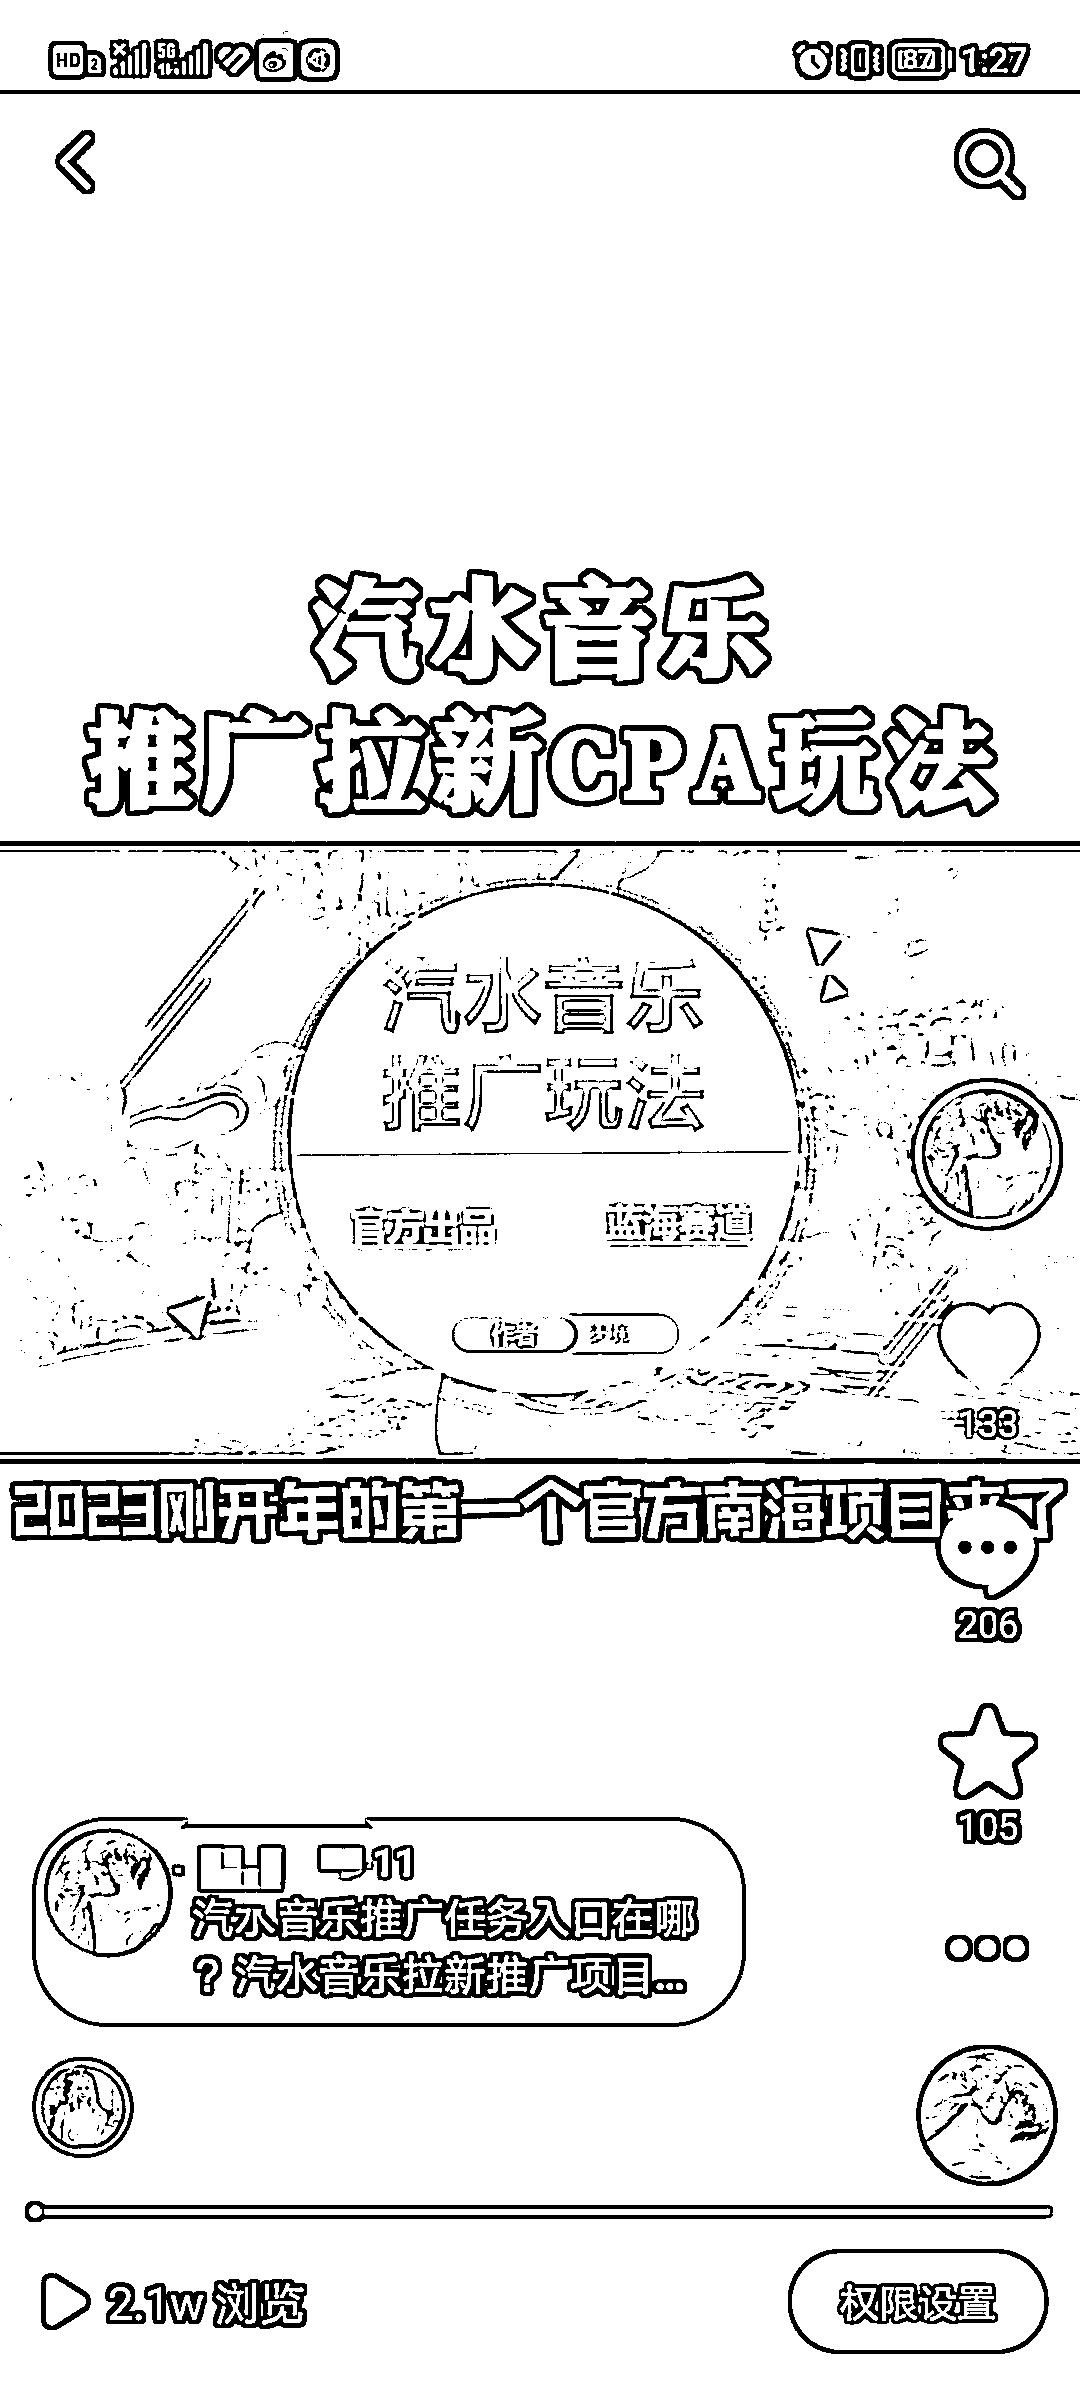 HD 2 5G 87 1:27
汽水音乐
推广拉新CPA玩法
汽水音乐
推广玩法
官方出品 蓝海赛道
作者 梦境
133
2023刚开年的第一个官方南海项目来了
206
105
11
汽水音乐推广任务入口在哪
？汽水音乐拉新推广项目...
2.1w 浏览
权限设置